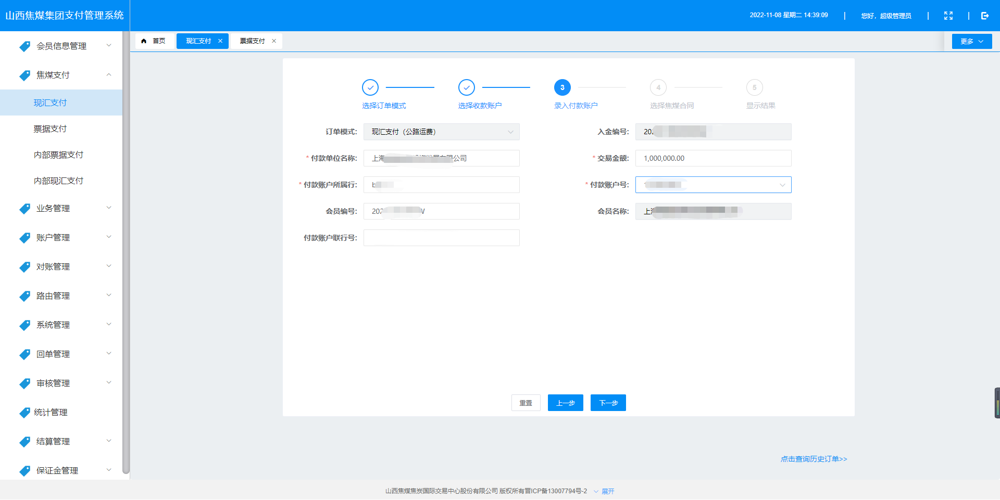 山西焦煤集团支付管理系统
2022-11-08 星期二 14:39:09
您好，超级管理员
首页
现汇支付
票据支付
更多
会员信息管理
焦煤支付
现汇支付
票据支付
内部票据支付
内部现汇支付
业务管理
账户管理
对账管理
路由管理
系统管理
回单管理
审核管理
统计管理
结算管理
保证金管理
3
4
5
选择订单模式
选择收款账户
录入付款账户
选择焦煤合同
显示结果
订单模式:
现汇支付（公路运费）
入金编号:
202
* 付款单位名称:
上海 公司
* 交易金额:
1,000,000.00
* 付款账户所属行:
b
* 付款账户号:
会员编号:
202 W
会员名称:
上海
付款账户联行号:
重置
上一步
下一步
点击查询历史订单>>
山西焦煤焦炭国际交易中心股份有限公司 版权所有晋ICP备13007794号-2
展开